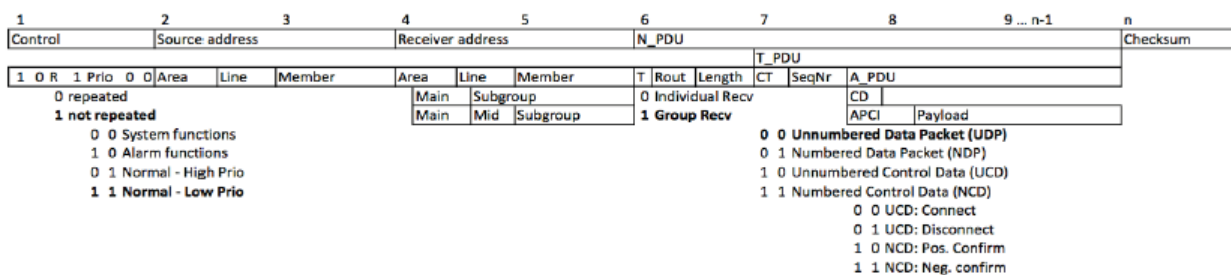 1 2 4 5 6 7 8 9 ... n-1 n
Control Source address Receiver address N_PDU Checksum
T_PDU
1 0 R 1 Prio 0 0 Area Line Member Area Line Member T Rout Length CT SeqNr A_PDU
0 repeated Main Subgroup 0 Individual Recv CD
1 not repeated Main Mid Subgroup 1 Group Recv APCI Payload
0 0 System functions 0 0 Unnumbered Data Packet (UDP)
1 0 Alarm functions 0 1 Numbered Data Packet (NDP)
0 1 Normal - High Prio 1 0 Unnumbered Control Data (UCD)
1 1 Normal - Low Prio 1 1 Numbered Control Data (NCD)
0 0 UCD: Connect
0 1 UCD: Disconnect
1 0 NCD: Pos. Confirm
1 1 NCD: Neg. confirm